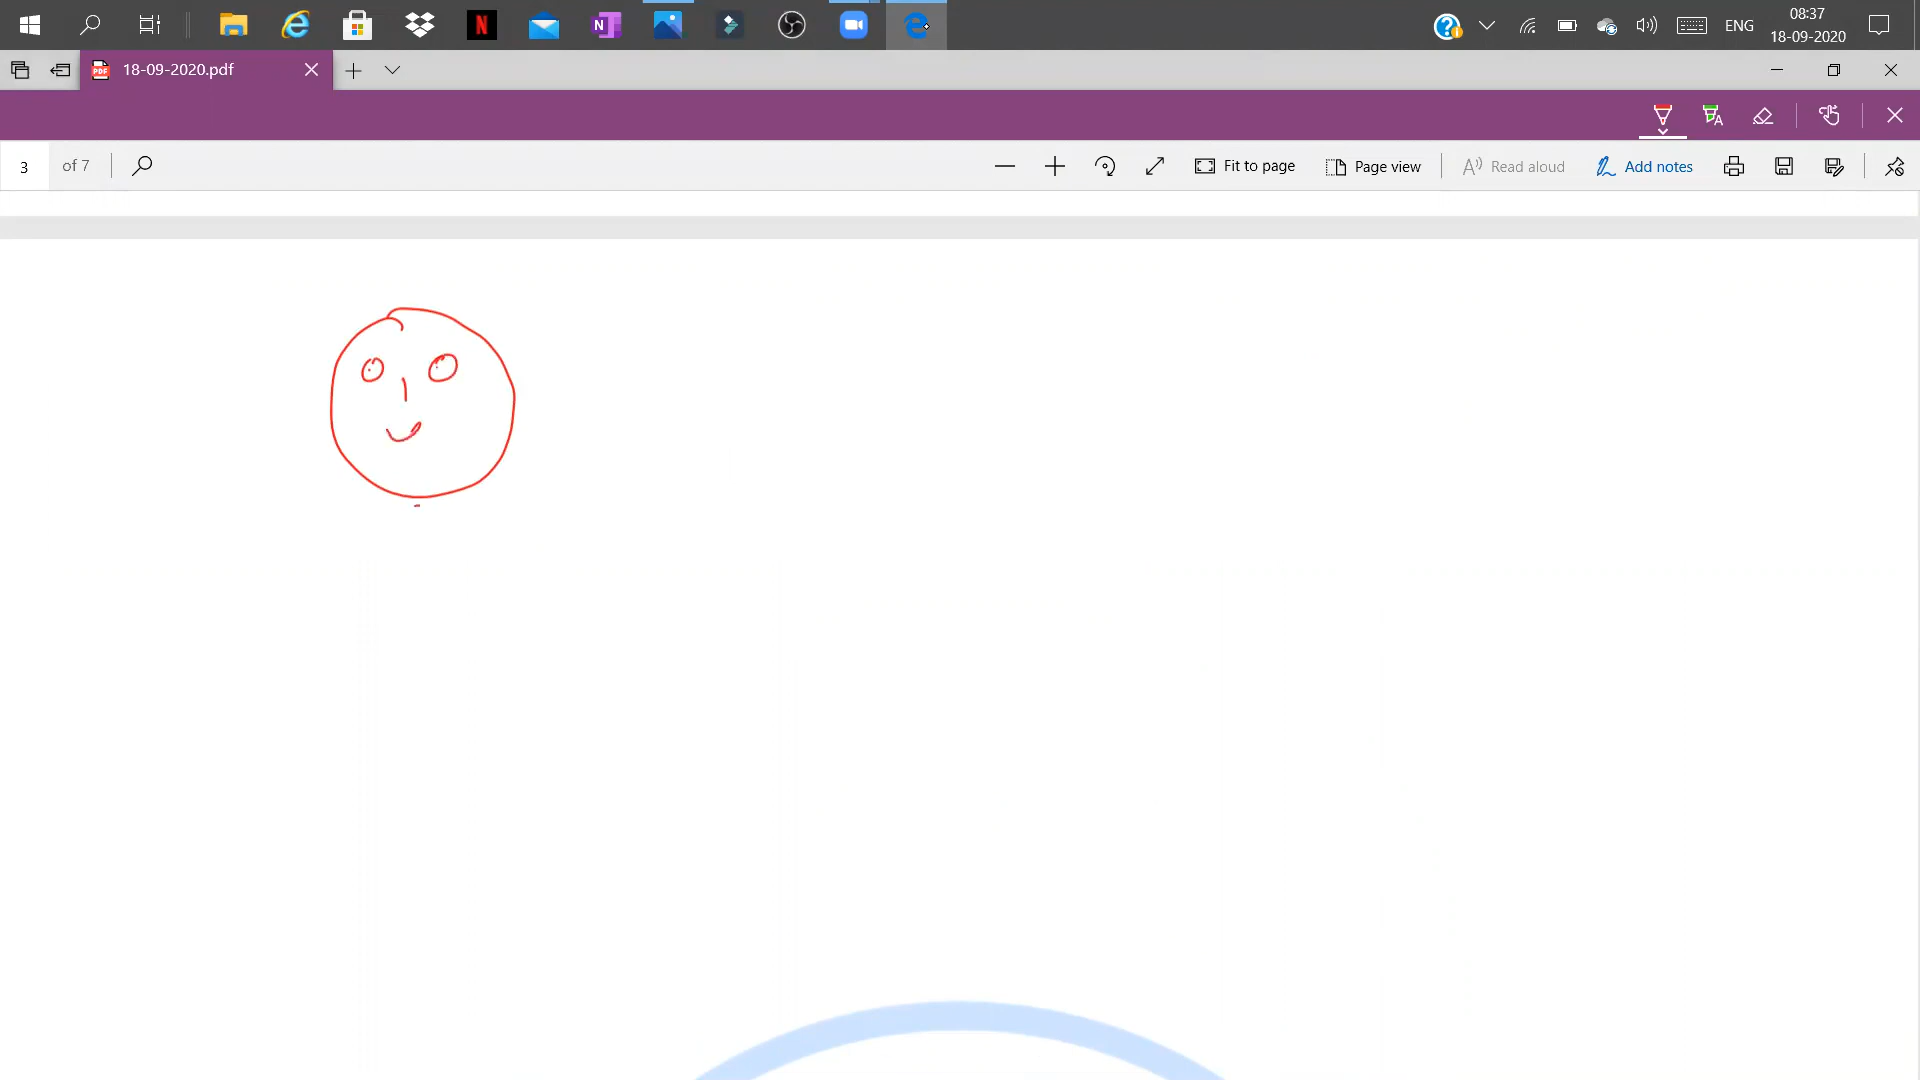 08:37
ENG
18-09-2020
18-09-2020.pdf
3 of 7
Fit to page
Page view
Read aloud
Add notes